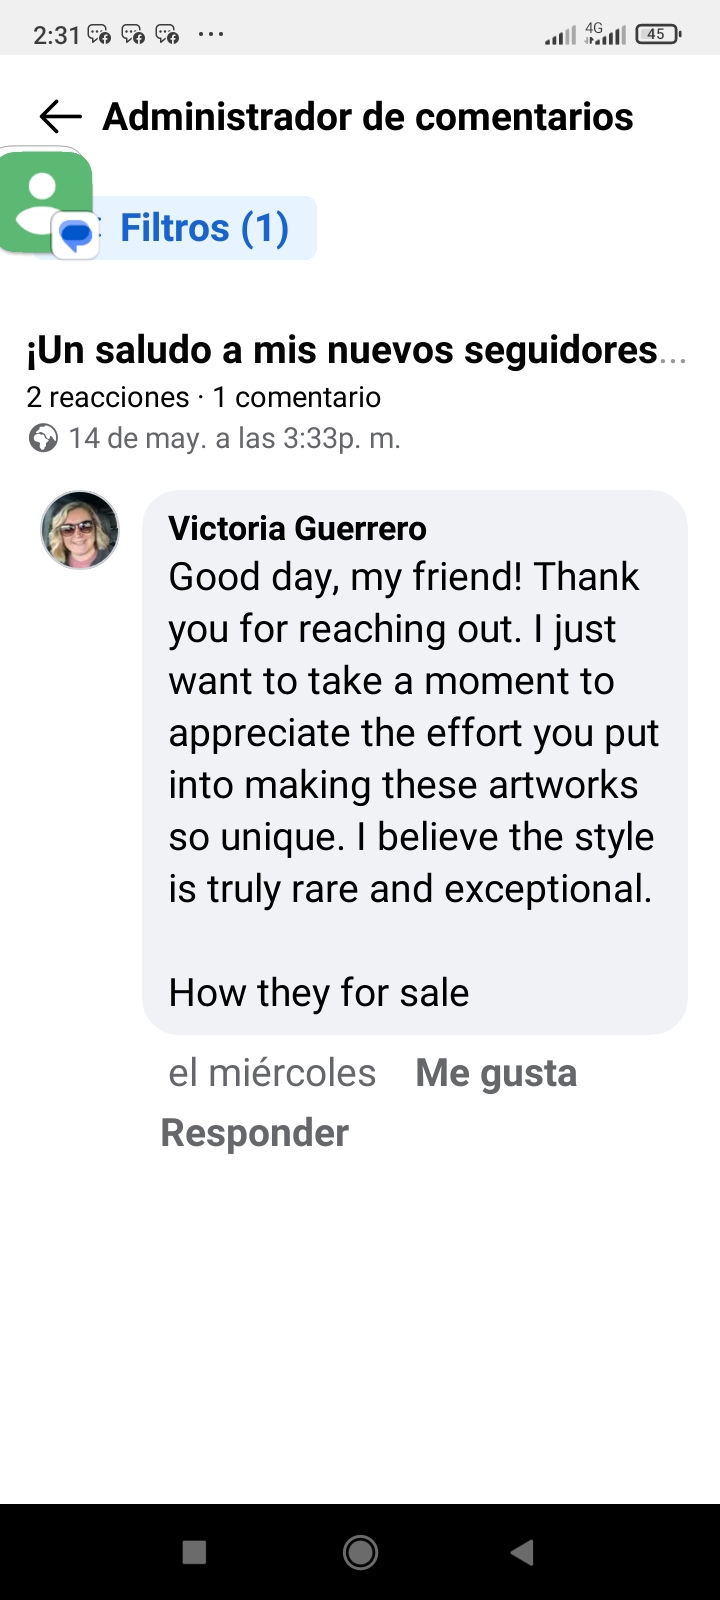 2:31
4G
45
Administrador de comentarios
Filtros (1)
¡Un saludo a mis nuevos seguidores...
2 reacciones · 1 comentario
14 de may. a las 3:33p. m.
Victoria Guerrero
Good day, my friend! Thank
you for reaching out. I just
want to take a moment to
appreciate the effort you put
into making these artworks
so unique. I believe the style
is truly rare and exceptional.
How they for sale
el miércoles Me gusta
Responder